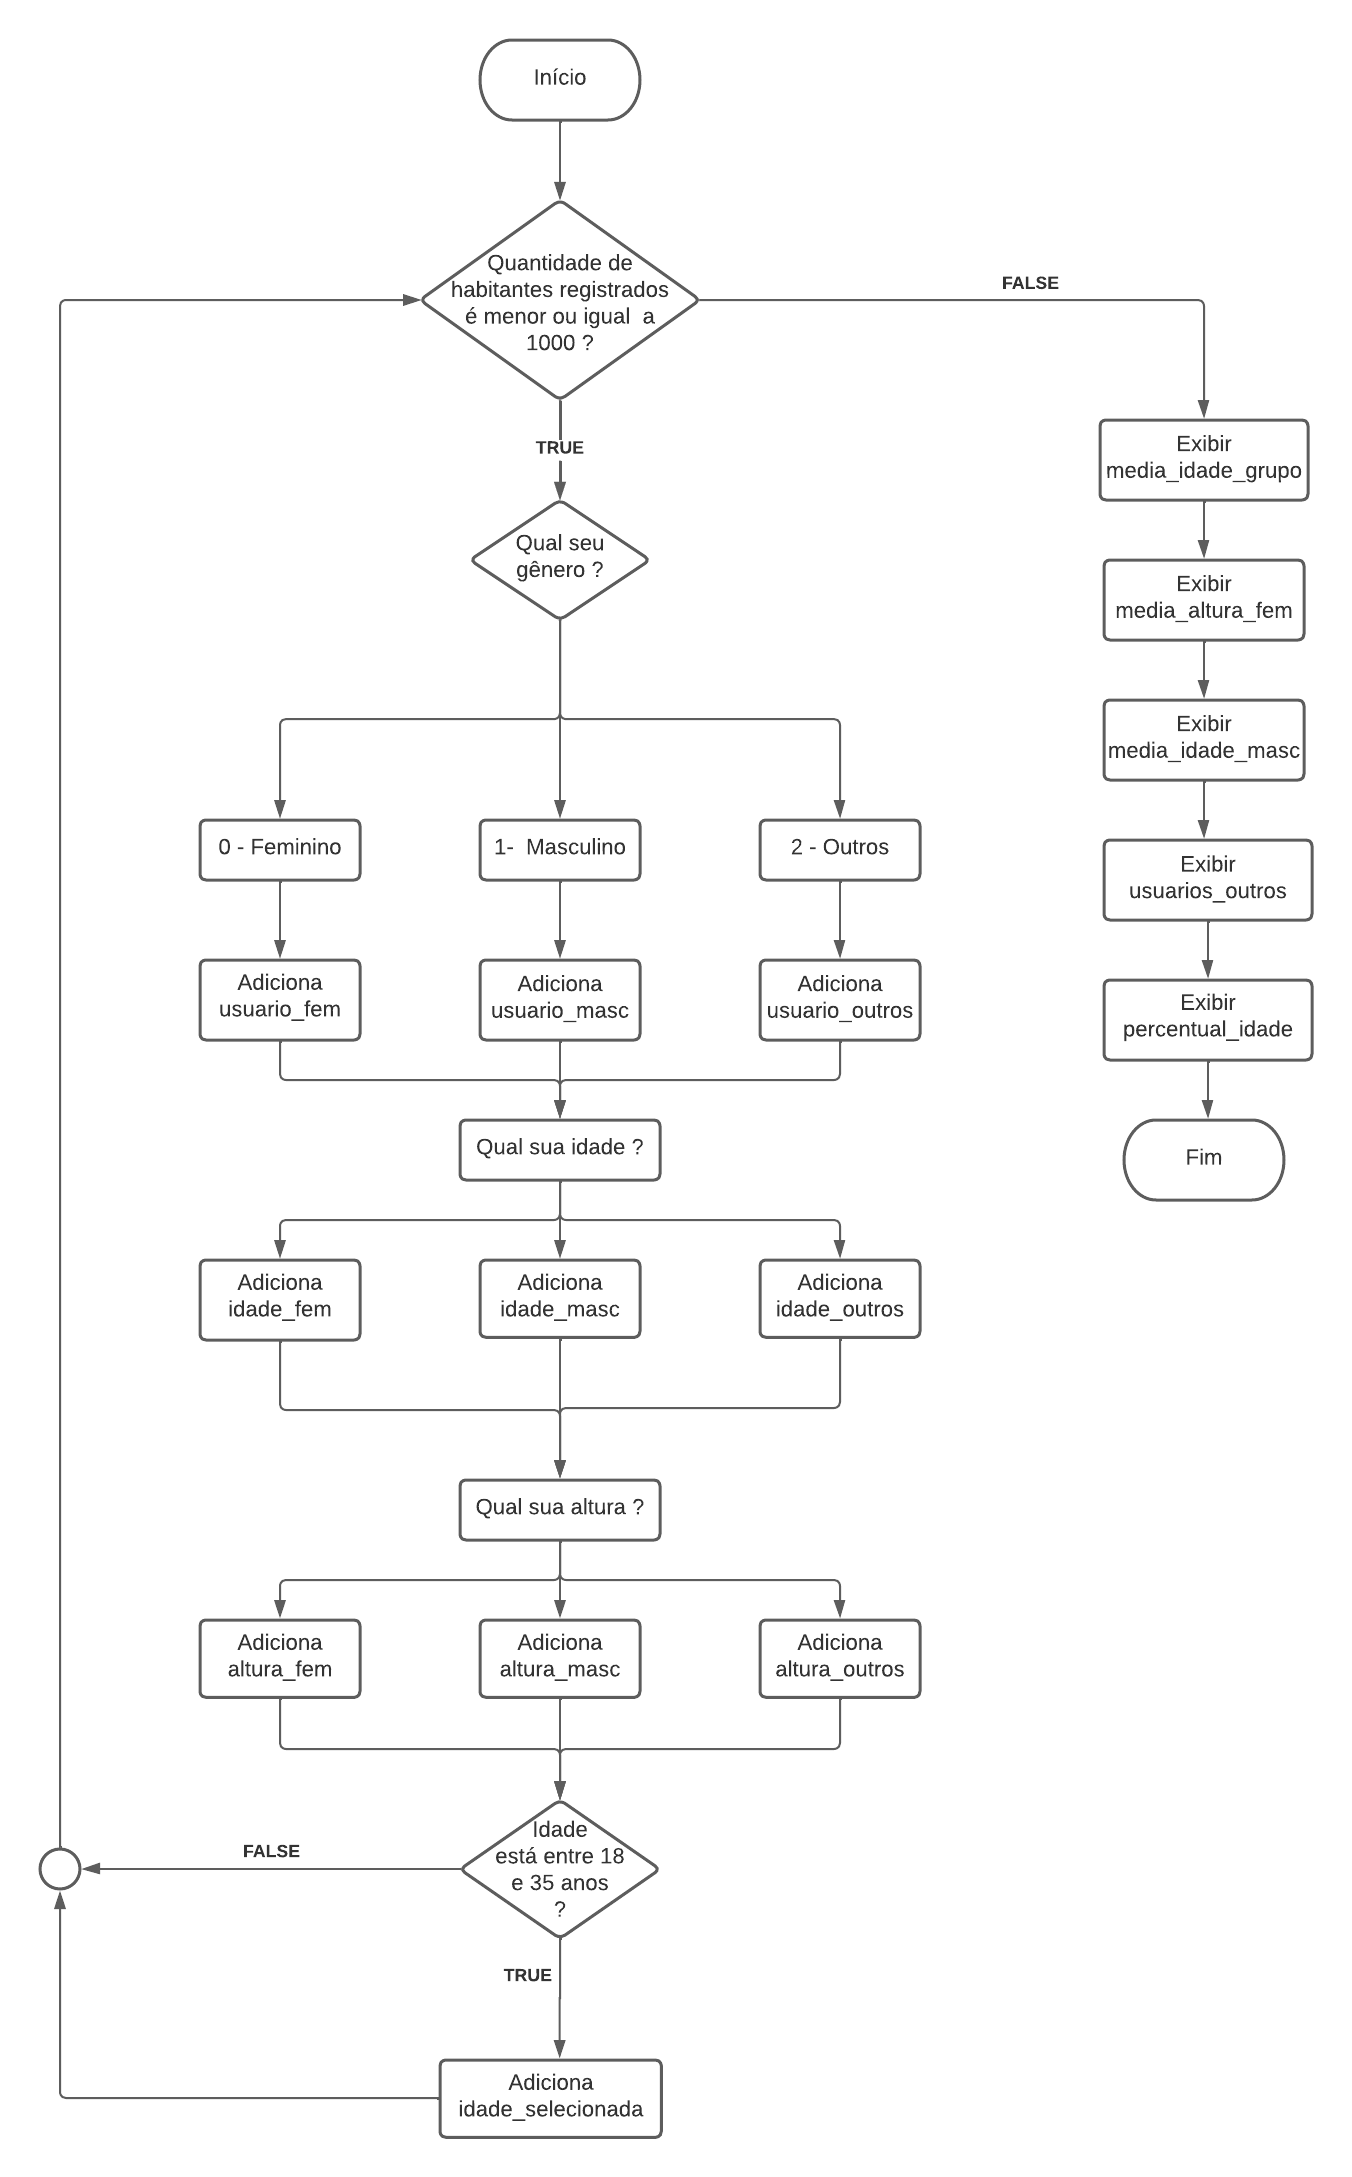 Início
Quantidade de
habitantes registrados
é menor ou igual  a
1000 ?
FALSE
TRUE
Qual seu
gênero ?
0 - Feminino
1-  Masculino
2 - Outros
Adiciona
usuario_fem
Adiciona
usuario_masc
Adiciona
usuario_outros
Qual sua idade ?
Adiciona
idade_fem
Adiciona
idade_masc
Adiciona
idade_outros
Qual sua altura ?
Adiciona
altura_fem
Adiciona
altura_masc
Adiciona
altura_outros
Idade
está entre 18
e 35 anos
?
FALSE
TRUE
Adiciona
idade_selecionada
Exibir
media_idade_grupo
Exibir
media_altura_fem
Exibir
media_idade_masc
Exibir
usuarios_outros
Exibir
percentual_idade
Fim